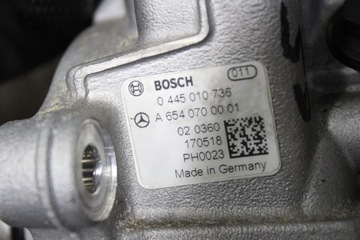 BOSCH 011
0 445 010 736
A 654 070 00 01
02 0360
170518
PH0023
Made in Germany